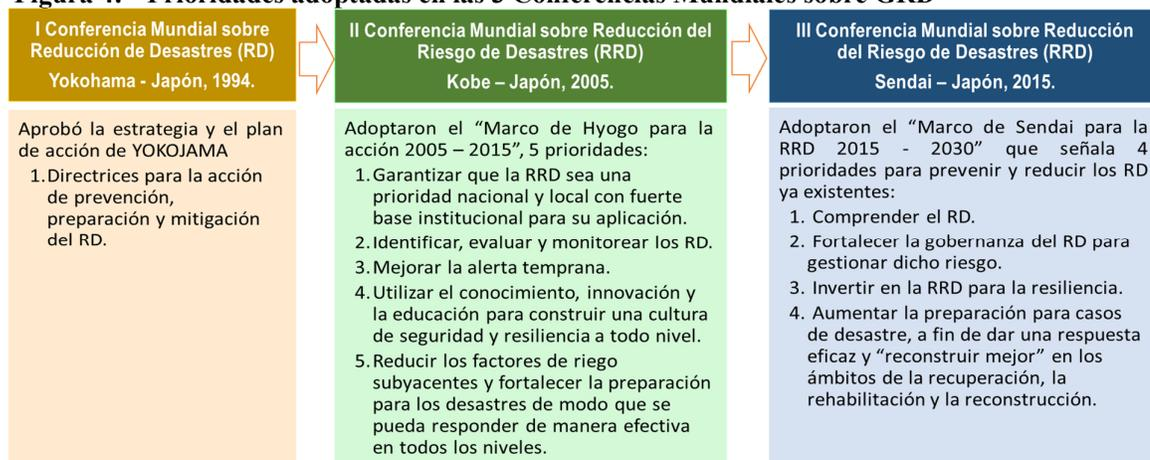 Figura 4. Prioridades adoptadas en las 3 Conferencias Mundiales sobre GRD
I Conferencia Mundial sobre
Reducción de Desastres (RD)
Yokohama - Japón, 1994.
Aprobó la estrategia y el plan
de acción de YOKOJAMA
1. Directrices para la acción
de prevención,
preparación y mitigación
del RD.
II Conferencia Mundial sobre Reducción del
Riesgo de Desastres (RRD)
Kobe – Japón, 2005.
Adoptaron el “Marco de Hyogo para la
acción 2005 – 2015”, 5 prioridades:
1. Garantizar que la RRD sea una
prioridad nacional y local con fuerte
base institucional para su aplicación.
2. Identificar, evaluar y monitorear los RD.
3. Mejorar la alerta temprana.
4. Utilizar el conocimiento, innovación y
la educación para construir una cultura
de seguridad y resiliencia a todo nivel.
5. Reducir los factores de riego
subyacentes y fortalecer la preparación
para los desastres de modo que se
pueda responder de manera efectiva
en todos los niveles.
III Conferencia Mundial sobre Reducción
del Riesgo de Desastres (RRD)
Sendai – Japón, 2015.
Adoptaron el “Marco de Sendai para la
RRD 2015 - 2030” que señala 4
prioridades para prevenir y reducir los RD
ya existentes:
1. Comprender el RD.
2. Fortalecer la gobernanza del RD para
gestionar dicho riesgo.
3. Invertir en la RRD para la resiliencia.
4. Aumentar la preparación para casos
de desastre, a fin de dar una respuesta
eficaz y “reconstruir mejor” en los
ámbitos de la recuperación, la
rehabilitación y la reconstrucción.